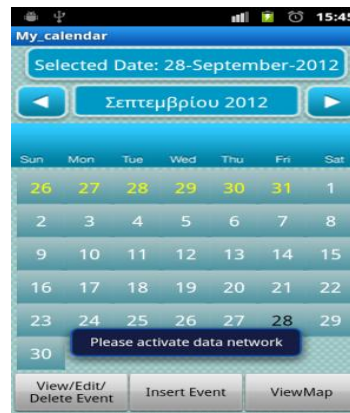 15:45
My_calendar
Selected Date: 28-September-2012
Σεπτεμβρίου 2012
Sun Mon Tue Wed Thu Fri Sat
26 27 28 29 30 31 1
2 3 4 5 6 7 8
9 10 11 12 13 14 15
16 17 18 19 20 21 22
23 24 25 26 27 28 29
Please activate data network
30
View/Edit/ Insert Event ViewMap
Delete Event